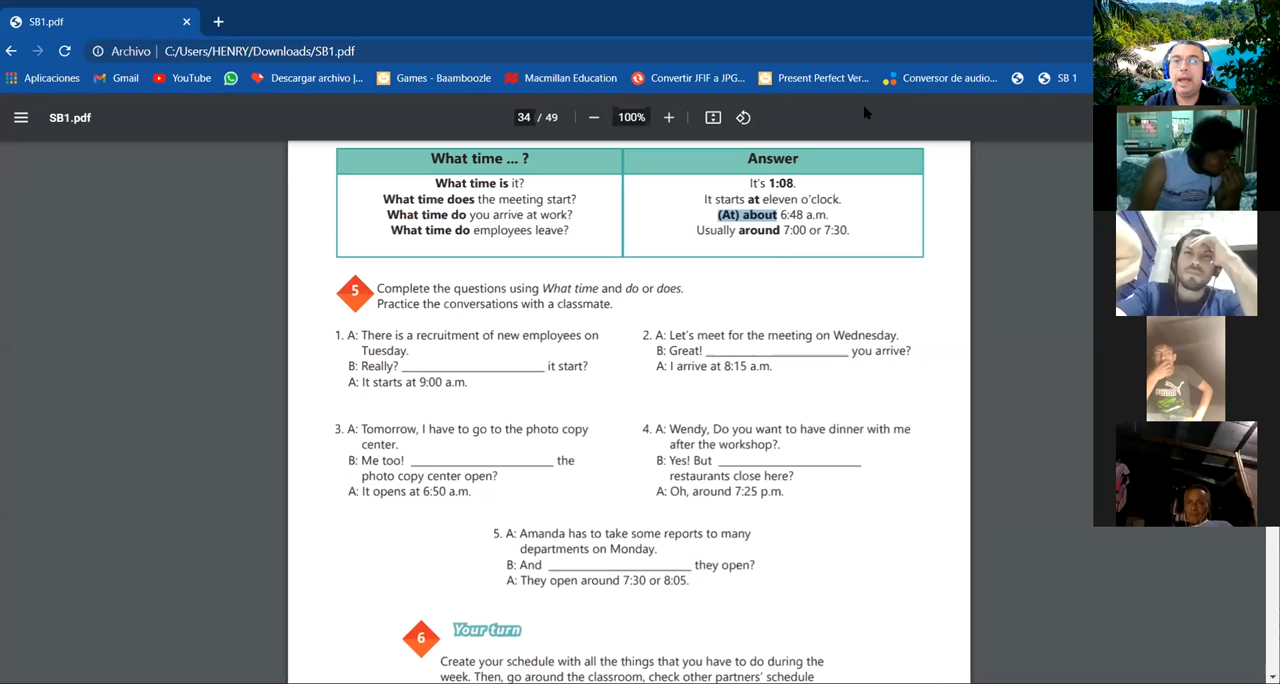 SB1.pdf
Archivo | C:/Users/HENRY/Downloads/SB1.pdf
Aplicaciones Gmail YouTube Descargar archivo |... Games - Baamboozle Macmillan Education Convertir JFIF a JPG... Present Perfect Ver... Conversor de audio... SB 1
SB1.pdf 34 / 49 100%
What time ... ? Answer
What time is it? It's 1:08.
What time does the meeting start? It starts at eleven o'clock.
What time do you arrive at work? (At) about 6:48 a.m.
What time do employees leave? Usually around 7:00 or 7:30.
5 Complete the questions using What time and do or does.
Practice the conversations with a classmate.
1. A: There is a recruitment of new employees on
Tuesday.
B: Really? ____________________ it start?
A: It starts at 9:00 a.m.
2. A: Let's meet for the meeting on Wednesday.
B: Great! ____________________ you arrive?
A: I arrive at 8:15 a.m.
3. A: Tomorrow, I have to go to the photo copy
center.
B: Me too! ____________________ the
photo copy center open?
A: It opens at 6:50 a.m.
4. A: Wendy, Do you want to have dinner with me
after the workshop?.
B: Yes! But ____________________
restaurants close here?
A: Oh, around 7:25 p.m.
5. A: Amanda has to take some reports to many
departments on Monday.
B: And ____________________ they open?
A: They open around 7:30 or 8:05.
6 Your turn
Create your schedule with all the things that you have to do during the
week. Then, go around the classroom, check other partners' schedule